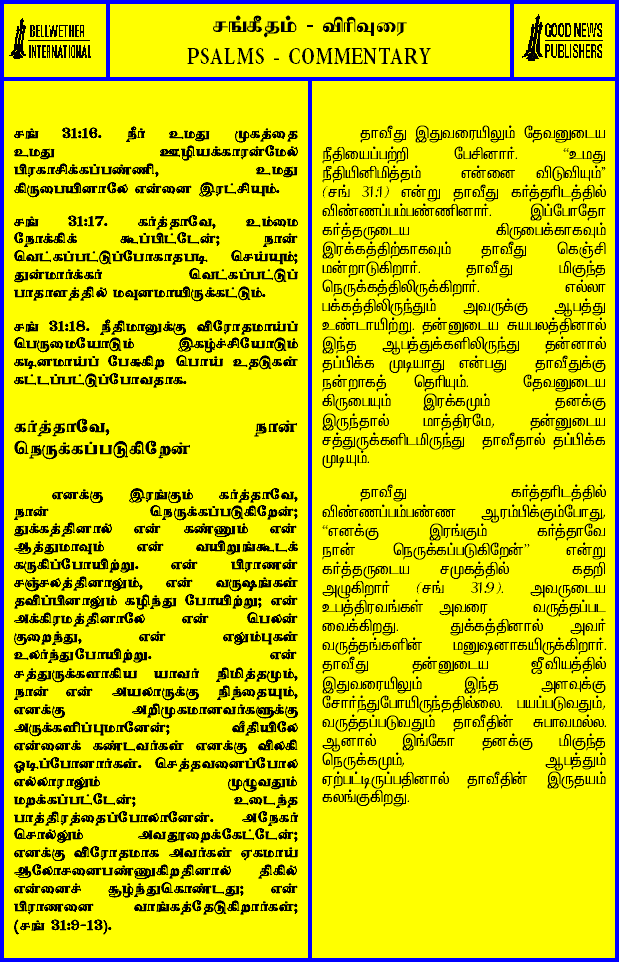 BELLWETHER
INTERNATIONAL
சங்கீதம் - விரிவுரை
PSALMS - COMMENTARY
GOOD NEWS
PUBLISHERS
சங் 31:16. நீர் உமது முகத்தை
உமது ஊழியக்காரன்மேல்
பிரகாசிக்கப்பண்ணி, உமது
கிருபையினாலே என்னை இரட்சியும்.
சங் 31:17. கர்த்தாவே, உம்மை
நோக்கிக் கூப்பிட்டேன்; நான்
வெட்கப்பட்டுப்போகாதபடி செய்யும்;
துன்மார்க்கர் வெட்கப்பட்டுப்
பாதாளத்தில் மவுனமாயிருக்கட்டும்.
சங் 31:18. நீதிமானுக்கு விரோதமாய்ப்
பெருமையோடும் இகழ்ச்சியோடும்
கடினமாய்ப் பேசுகிற பொய் உதடுகள்
கட்டப்பட்டுப்போவதாக.
கர்த்தாவே, நான்
நெருக்கப்படுகிறேன்
எனக்கு இரங்கும் கர்த்தாவே,
நான் நெருக்கப்படுகிறேன்;
துக்கத்தினால் என் கண்ணும் என்
ஆத்துமாவும் என் வயிறுங்கூடக்
கருகிப்போயிற்று. என் பிராணன்
சஞ்சலத்தினாலும், என் வருஷங்கள்
தவிப்பினாலும் கழிந்து போயிற்று; என்
அக்கிரமத்தினாலே என் பெலன்
குறைந்து, என் எலும்புகள்
உலர்ந்துபோயிற்று. என்
சத்துருக்களாகிய யாவர் நிமித்தமும்,
நான் என் அயலாருக்கு நிந்தையும்,
எனக்கு அறிமுகமானவர்களுக்கு
அருக்களிப்புமானேன்; வீதியிலே
என்னைக் கண்டவர்கள் எனக்கு விலகி
ஓடிப்போனார்கள். செத்தவனைப்போல
எல்லாராலும் முழுவதும்
மறக்கப்பட்டேன்; உடைந்த
பாத்திரத்தைப்போலானேன். அநேகர்
சொல்லும் அவதூறைக்கேட்டேன்;
எனக்கு விரோதமாக அவர்கள் ஏகமாய்
ஆலோசனைபண்ணுகிறதினால் திகில்
என்னைச் சூழ்ந்துகொண்டது; என்
பிராணனை வாங்கத்தேடுகிறார்கள்;
(சங் 31:9-13).
தாவீது இதுவரையிலும் தேவனுடைய
நீதியைப்பற்றி பேசினார். “உமது
நீதியினிமித்தம் என்னை விடுவியும்”
(சங் 31:1) என்று தாவீது கர்த்தரிடத்தில்
விண்ணப்பம்பண்ணினார். இப்போதோ
கர்த்தருடைய கிருபைக்காகவும்
இரக்கத்திற்காகவும் தாவீது கெஞ்சி
மன்றாடுகிறார். தாவீது மிகுந்த
நெருக்கத்திலிருக்கிறார். எல்லா
பக்கத்திலிருந்தும் அவருக்கு ஆபத்து
உண்டாயிற்று. தன்னுடைய சுயபலத்தினால்
இந்த ஆபத்துக்களிலிருந்து தன்னால்
தப்பிக்க முடியாது என்பது தாவீதுக்கு
நன்றாகத் தெரியும். தேவனுடைய
கிருபையும் இரக்கமும் தனக்கு
இருந்தால் மாத்திரமே, தன்னுடைய
சத்துருக்களிடமிருந்து தாவீதால் தப்பிக்க
முடியும்.
தாவீது கர்த்தரிடத்தில்
விண்ணப்பம்பண்ண ஆரம்பிக்கும்போது,
“எனக்கு இரங்கும் கர்த்தாவே
நான் நெருக்கப்படுகிறேன்” என்று
கர்த்தருடைய சமுகத்தில் கதறி
அழுகிறார் (சங் 31:9). அவருடைய
உபத்திரவங்கள் அவரை வருத்தப்பட
வைக்கிறது. துக்கத்தினால் அவர்
வருத்தங்களின் மனுஷனாகயிருக்கிறார்.
தாவீது தன்னுடைய ஜீவியத்தில்
இதுவரையிலும் இந்த அளவுக்கு
சோர்ந்துபோயிருந்ததில்லை. பயப்படுவதும்,
வருத்தப்படுவதும் தாவீதின் சுபாவமல்ல.
ஆனால் இங்கோ தனக்கு மிகுந்த
நெருக்கமும், ஆபத்தும்
ஏற்பட்டிருப்பதினால் தாவீதின் இருதயம்
கலங்குகிறது.